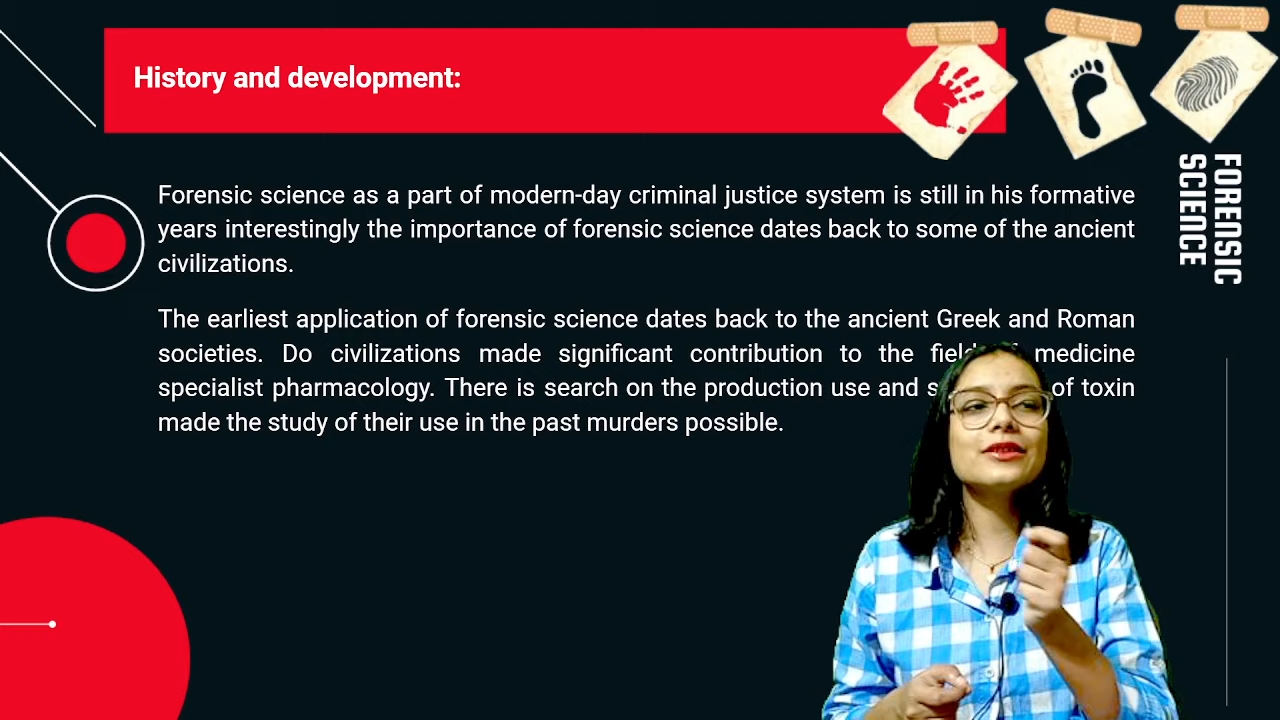 History and development:
Forensic science as a part of modern-day criminal justice system is still in his formative
years interestingly the importance of forensic science dates back to some of the ancient
civilizations.
The earliest application of forensic science dates back to the ancient Greek and Roman
societies. Do civilizations made significant contribution to the field medicine
specialist pharmacology. There is search on the production use and of toxin
made the study of their use in the past murders possible.
FORENSIC
SCIENCE